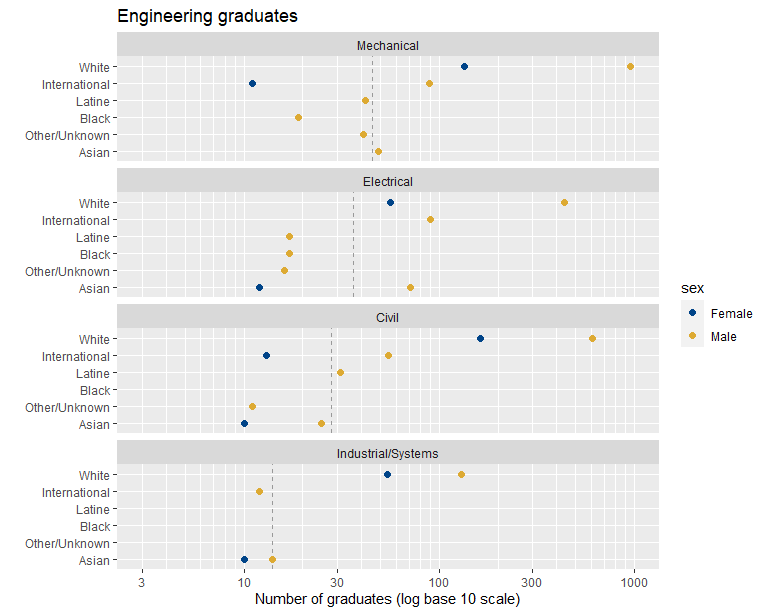 Engineering graduates
Mechanical
White
International
Latine
Black
Other/Unknown
Asian
Electrical
White
International
Latine
Black
Other/Unknown
Asian
Civil
White
International
Latine
Black
Other/Unknown
Asian
Industrial/Systems
White
International
Latine
Black
Other/Unknown
Asian
3 10 30 100 300 1000
Number of graduates (log base 10 scale)
sex
Female
Male